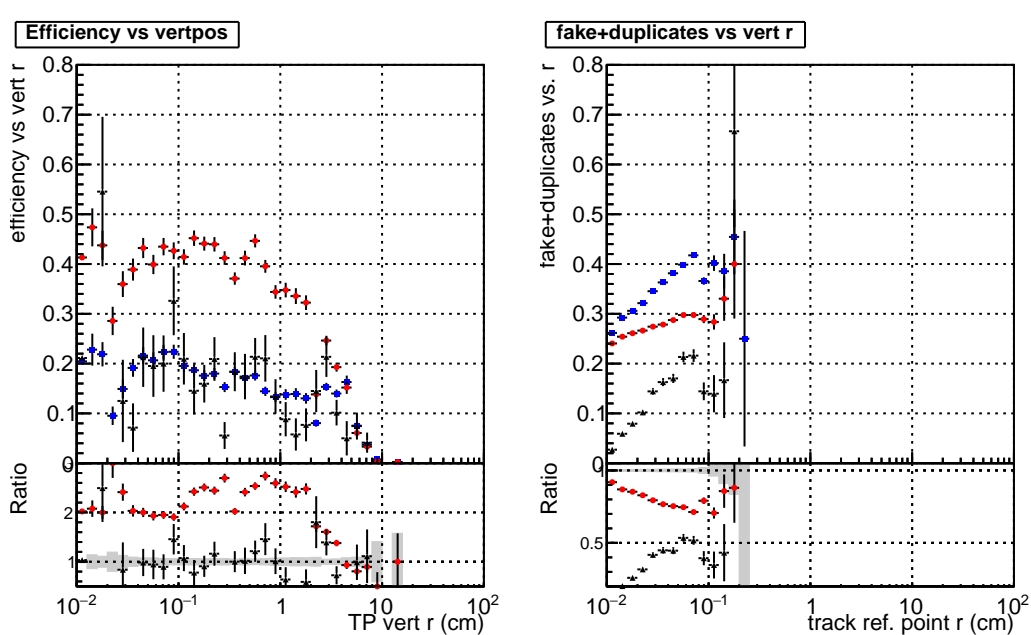 Efficiency vs vertpos
efficiency vs vert r
0.8
0.7
0.6
0.5
0.4
0.3
0.2
0.1
0
Ratio
2
1
10⁻² 10⁻¹ 1 10 10²
TP vert r (cm)
fake+duplicates vs vert r
fake+duplicates vs. r
0.8
0.7
0.6
0.5
0.4
0.3
0.2
0.1
Ratio
1
0.5
10⁻² 10⁻¹ 1 10 10²
track ref. point r (cm)